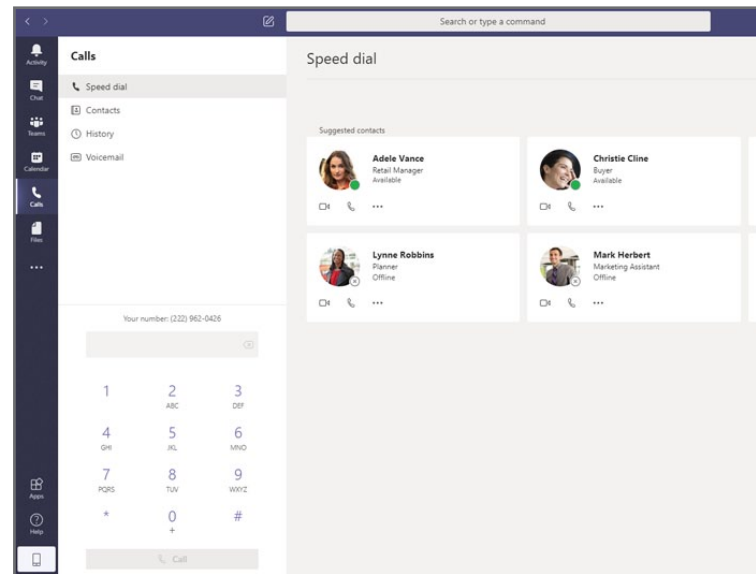 Search or type a command
Activity
Chat
Teams
Calendar
Calls
Files
Apps
Help
Calls
Speed dial
Contacts
History
Voicemail
Your number: (222) 962-0426
1
2
ABC
3
DEF
4
GHI
5
JKL
6
MNO
7
PQRS
8
TUV
9
WXYZ
*
0
+
#
Call
Speed dial
Suggested contacts
Adele Vance
Retail Manager
Available
Christie Cline
Buyer
Available
Lynne Robbins
Planner
Offline
Mark Herbert
Marketing Assistant
Offline